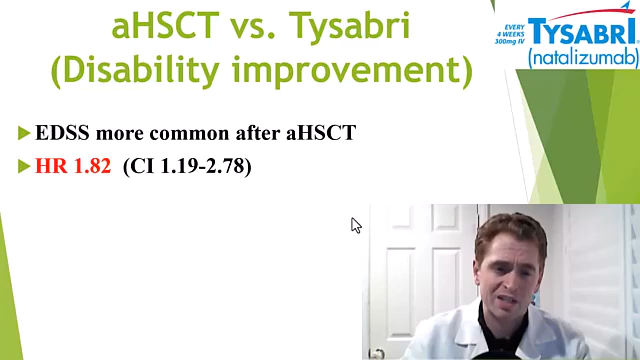 aHSCT vs. Tysabri
(Disability improvement)
EVERY
4 WEEKS
300mg IV
TYSABRI
(natalizumab)
EDSS more common after aHSCT
HR 1.82 (CI 1.19-2.78)